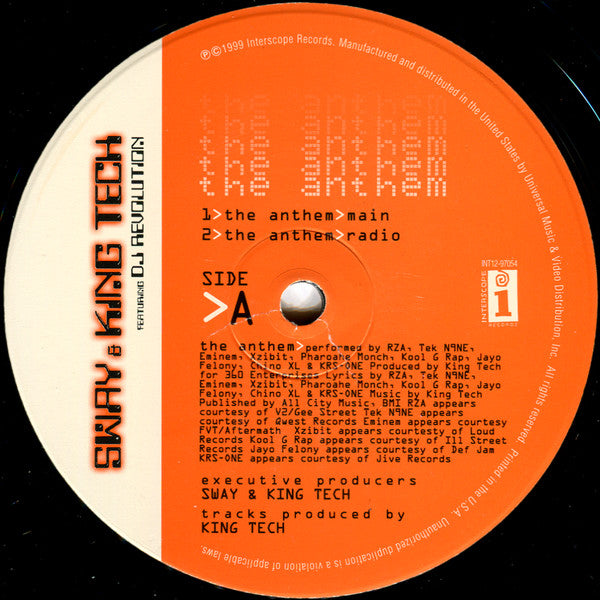 SWAY & KING TECH
FEATURING DJ REVOLUTION
℗©1999 Interscope Records. Manufactured and distributed in the United States by Universal Music & Video Distribution, Inc. All rights reserved. Printed in the U.S.A. Unauthorized duplication is a violation of applicable laws.
the anthem
the anthem
the anthem
the anthem
the anthem
1>the anthem>main
2>the anthem>radio
INT12-97054
INTERSCOPE
RECORDS
i
SIDE
>A
the anthem>performed by RZA, Tek N9NE,
Eminem, Xzibit, Pharoahe Monch, Kool G Rap, Jayo
Felony, Chino XL & KRS-ONE Produced by King Tech
for 360 Enterprises Lyrics by RZA, Tek N9NE,
Eminem, Xzibit, Pharoahe Monch, Kool G Rap, Jayo
Felony, Chino XL & KRS-ONE Music by King Tech
Published by All City Music, BMI RZA appears
courtesy of V2/Gee Street Tek N9NE appears
courtesy of Qwest Records Eminem appears courtesy of
FVT/Aftermath  Xzibit appears courtesy of Loud
Records Kool G Rap appears courtesy of Ill Street
Records Jayo Felony appears courtesy of Def Jam
KRS-ONE appears courtesy of Jive Records
executive producers
SWAY & KING TECH
tracks produced by
KING TECH